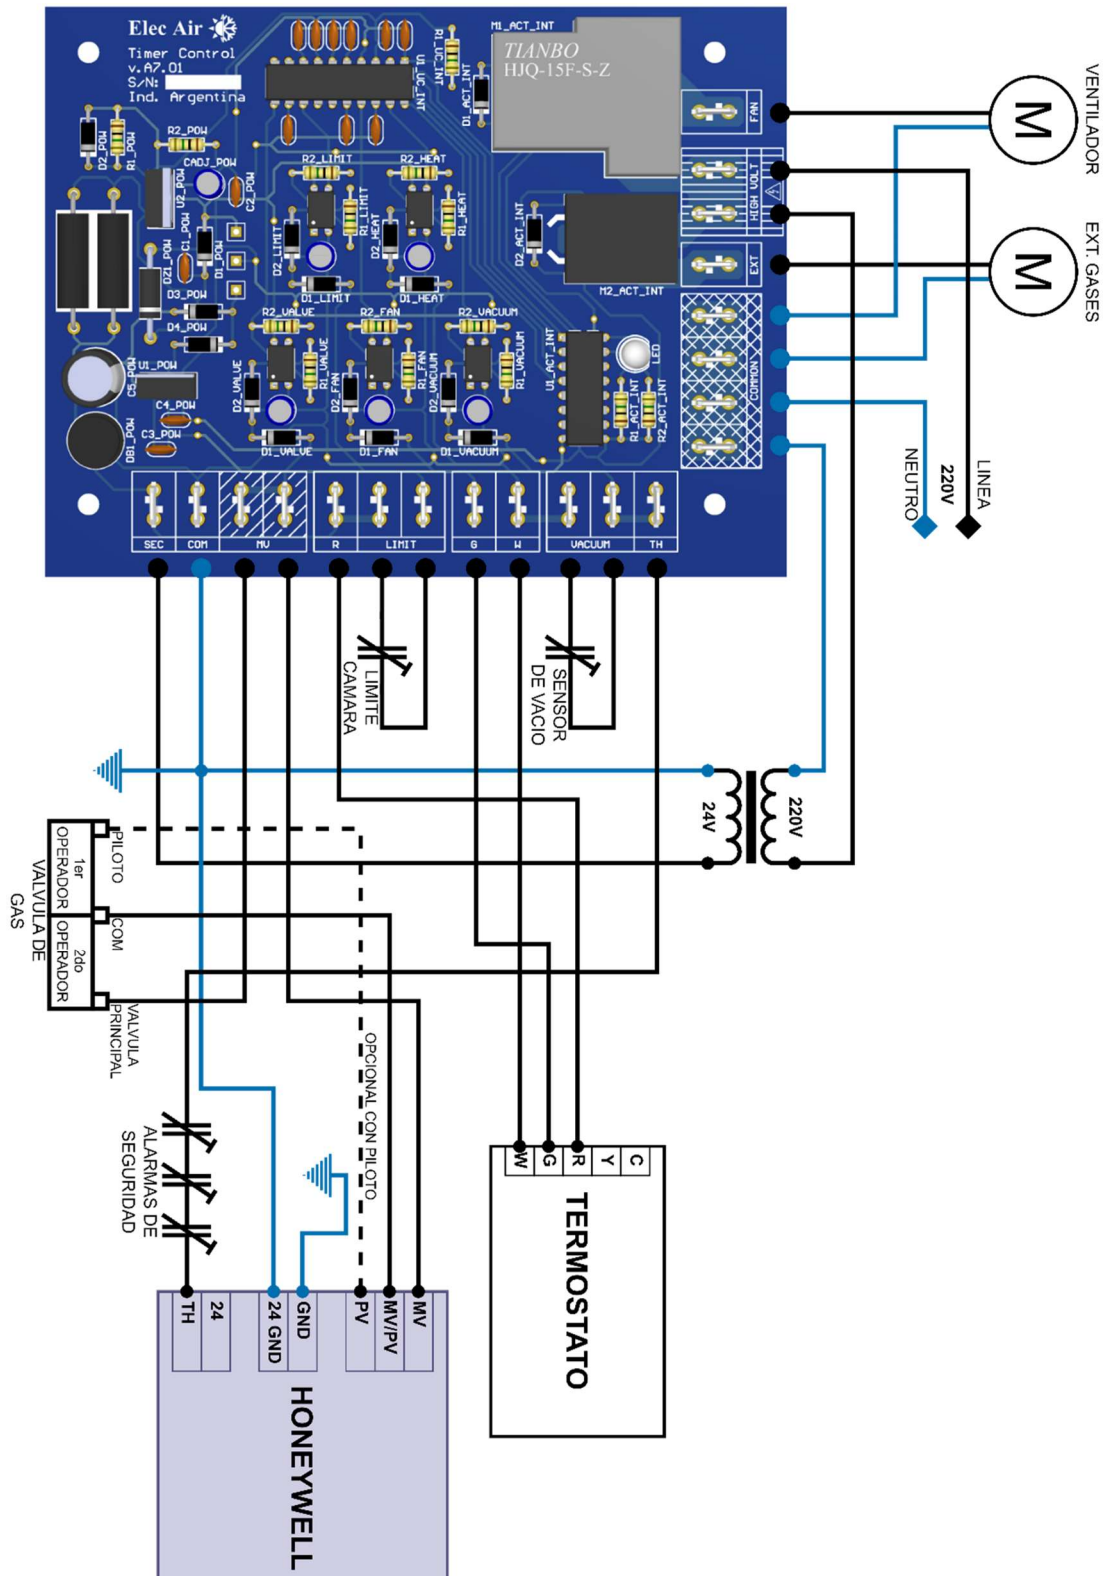 Elec Air
Timer Control
v.A7.01
S/N:
Ind. Argentina
M1_ACT_INT
TIANBO
HJQ-15F-S-Z
R1_UC_INT
U1_UC_INT
D1_ACT_INT
FAN
HIGH VOLT
EXT
COMMON
D2_POW
R1_POW
R2_POW
CADJ_POW
U2_POW
C2_POW
C1_POW
D1_POW
DZ1_POW
D3_POW
D4_POW
U1_POW
C5_POW
C4_POW
C3_POW
DB1_POW
R2_LIMIT
R1_LIMIT
D2_LIMIT
D1_LIMIT
R2_HEAT
R1_HEAT
D2_HEAT
D1_HEAT
D2_ACT_INT
M2_ACT_INT
R2_VALVE
R1_VALVE
D2_VALVE
D1_VALVE
R2_FAN
R1_FAN
D2_FAN
D1_FAN
R2_VACUUM
R1_VACUUM
D2_VACUUM
D1_VACUUM
U1_ACT_INT
LED
R1_ACT_INT
R2_ACT_INT
SEC
COM
MV
R
LIMIT
G
W
VACUUM
TH
VENTILADOR
M
EXT. GASES
M
LINEA
220V
NEUTRO
LIMITE
CAMARA
SENSOR
DE VACIO
24V
220V
PILOTO
COM
VALVULA
PRINCIPAL
1er
OPERADOR
2do
OPERADOR
VALVULA DE
GAS
OPCIONAL CON PILOTO
ALARMAS DE
SEGURIDAD
W
G
R
Y
C
TERMOSTATO
TH
24
24 GND
GND
PV
MV/PV
MV
HONEYWELL